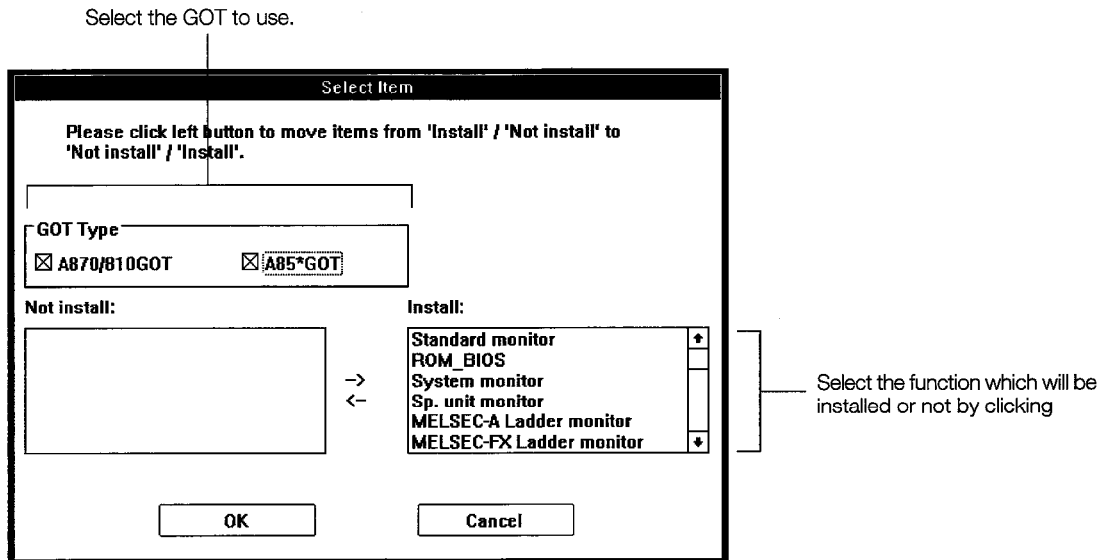 Select the GOT to use.
Select Item
Please click left button to move items from 'Install' / 'Not install' to
'Not install' / 'Install'.
GOT Type
☒ A870/810GOT ☒ A85*GOT
Not install: Install:
Standard monitor
ROM_BIOS
System monitor
Sp. unit monitor
MELSEC-A Ladder monitor
MELSEC-FX Ladder monitor
->
<-
Select the function which will be
installed or not by clicking
OK Cancel